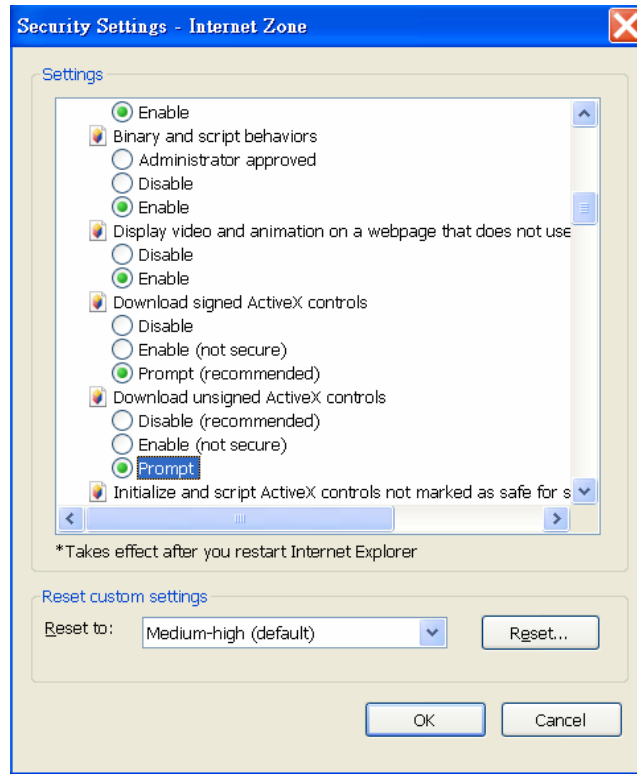 Security Settings - Internet Zone
Settings
Enable
Binary and script behaviors
Administrator approved
Disable
Enable
Display video and animation on a webpage that does not use
Disable
Enable
Download signed ActiveX controls
Disable
Enable (not secure)
Prompt (recommended)
Download unsigned ActiveX controls
Disable (recommended)
Enable (not secure)
Prompt
Initialize and script ActiveX controls not marked as safe for s
*Takes effect after you restart Internet Explorer
Reset custom settings
Reset to: Medium-high (default) Reset...
OK Cancel